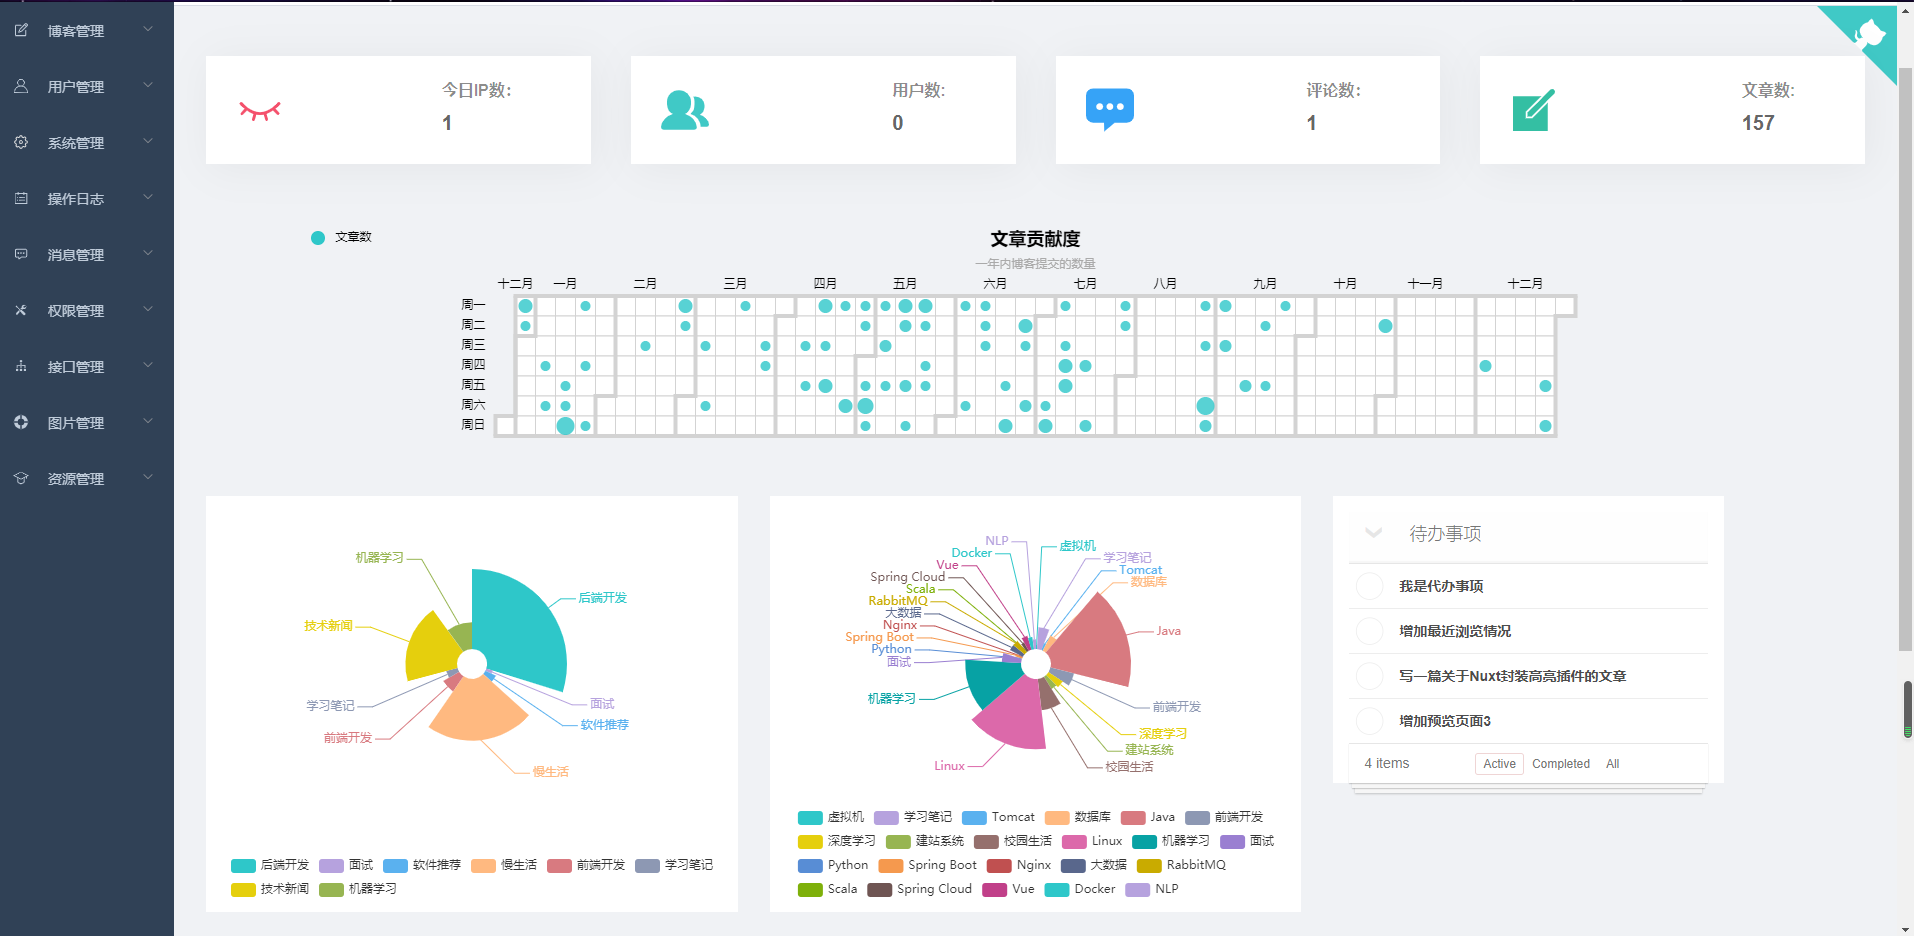 博客管理
用户管理
系统管理
操作日志
消息管理
权限管理
接口管理
图片管理
资源管理
今日IP数:
1
用户数:
0
评论数:
1
文章数:
157
文章数
文章贡献度
一年内博客提交的数量
十二月 一月 二月 三月 四月 五月 六月 七月 八月 九月 十月 十一月 十二月
周一
周二
周三
周四
周五
周六
周日
机器学习
后端开发
技术新闻
学习笔记
面试
软件推荐
前端开发
慢生活
后端开发 面试 软件推荐 慢生活 前端开发 学习笔记
技术新闻 机器学习
NLP
虚拟机
Docker
学习笔记
Vue
Tomcat
Spring Cloud
数据库
Scala
RabbitMQ
大数据
Nginx
Java
Spring Boot
Python
面试
机器学习
前端开发
深度学习
建站系统
Linux
校园生活
虚拟机 学习笔记 Tomcat 数据库 Java 前端开发
深度学习 建站系统 校园生活 Linux 机器学习 面试
Python Spring Boot Nginx 大数据 RabbitMQ
Scala Spring Cloud Vue Docker NLP
待办事项
我是代办事项
增加最近浏览情况
写一篇关于Nuxt封装高亮插件的文章
增加预览页面3
4 items Active Completed All